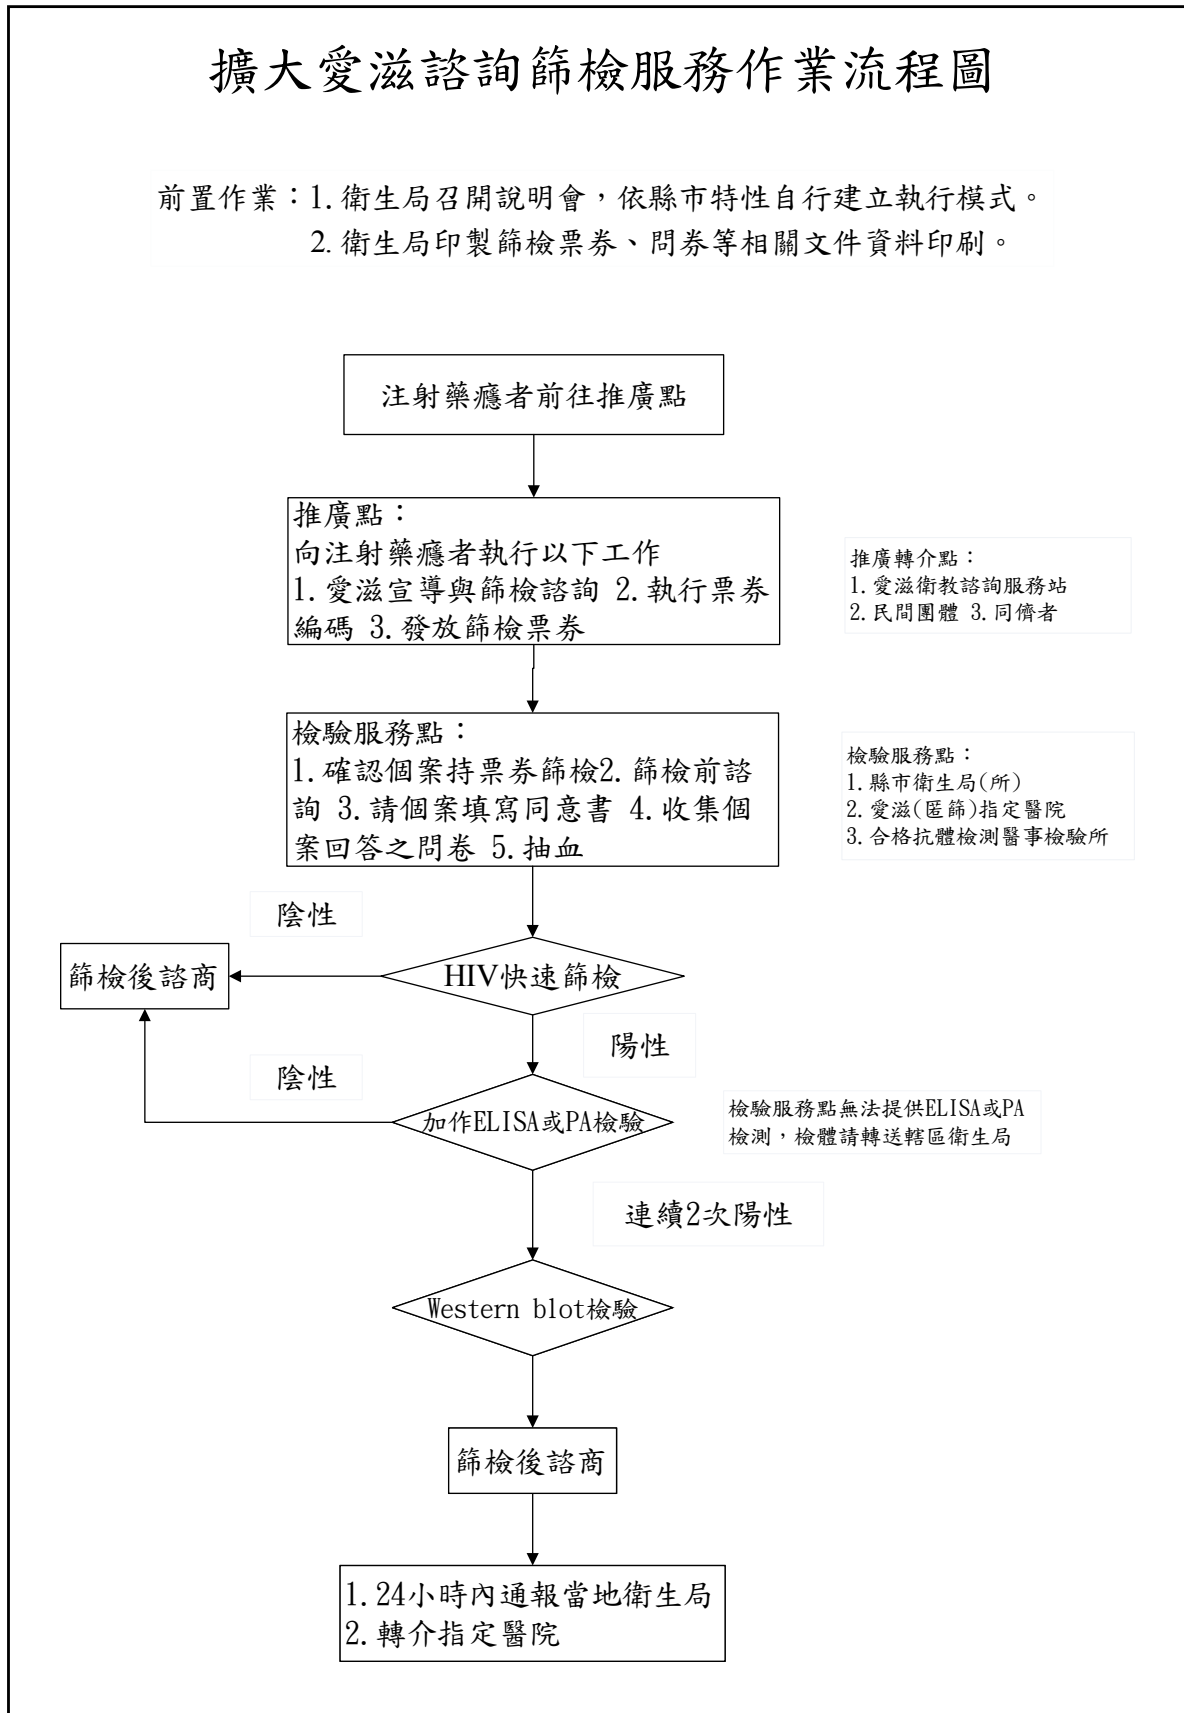 擴大愛滋諮詢篩檢服務作業流程圖
前置作業：1.衛生局召開說明會，依縣市特性自行建立執行模式。
2.衛生局印製篩檢票券、問券等相關文件資料印刷。
注射藥癮者前往推廣點
推廣點：
向注射藥癮者執行以下工作
1.愛滋宣導與篩檢諮詢 2.執行票券
編碼 3.發放篩檢票券
推廣轉介點：
1.愛滋衛教諮詢服務站
2.民間團體 3.同儕者
檢驗服務點：
1.確認個案持票券篩檢2.篩檢前諮
詢 3.請個案填寫同意書 4.收集個
案回答之問卷 5.抽血
檢驗服務點：
1.縣市衛生局(所)
2.愛滋(匿篩)指定醫院
3.合格抗體檢測醫事檢驗所
陰性
篩檢後諮商
HIV快速篩檢
陽性
陰性
加作ELISA或PA檢驗
檢驗服務點無法提供ELISA或PA
檢測，檢體請轉送轄區衛生局
連續2次陽性
Western blot檢驗
篩檢後諮商
1.24小時內通報當地衛生局
2.轉介指定醫院